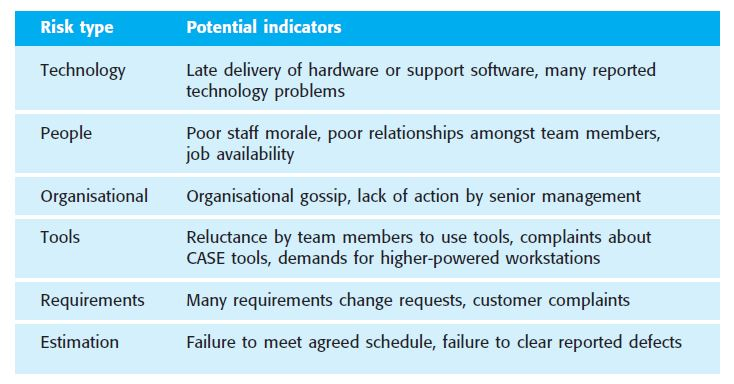 Risk type Potential indicators
Technology Late delivery of hardware or support software, many reported
technology problems
People Poor staff morale, poor relationships amongst team members,
job availability
Organisational Organisational gossip, lack of action by senior management
Tools Reluctance by team members to use tools, complaints about
CASE tools, demands for higher-powered workstations
Requirements Many requirements change requests, customer complaints
Estimation Failure to meet agreed schedule, failure to clear reported defects